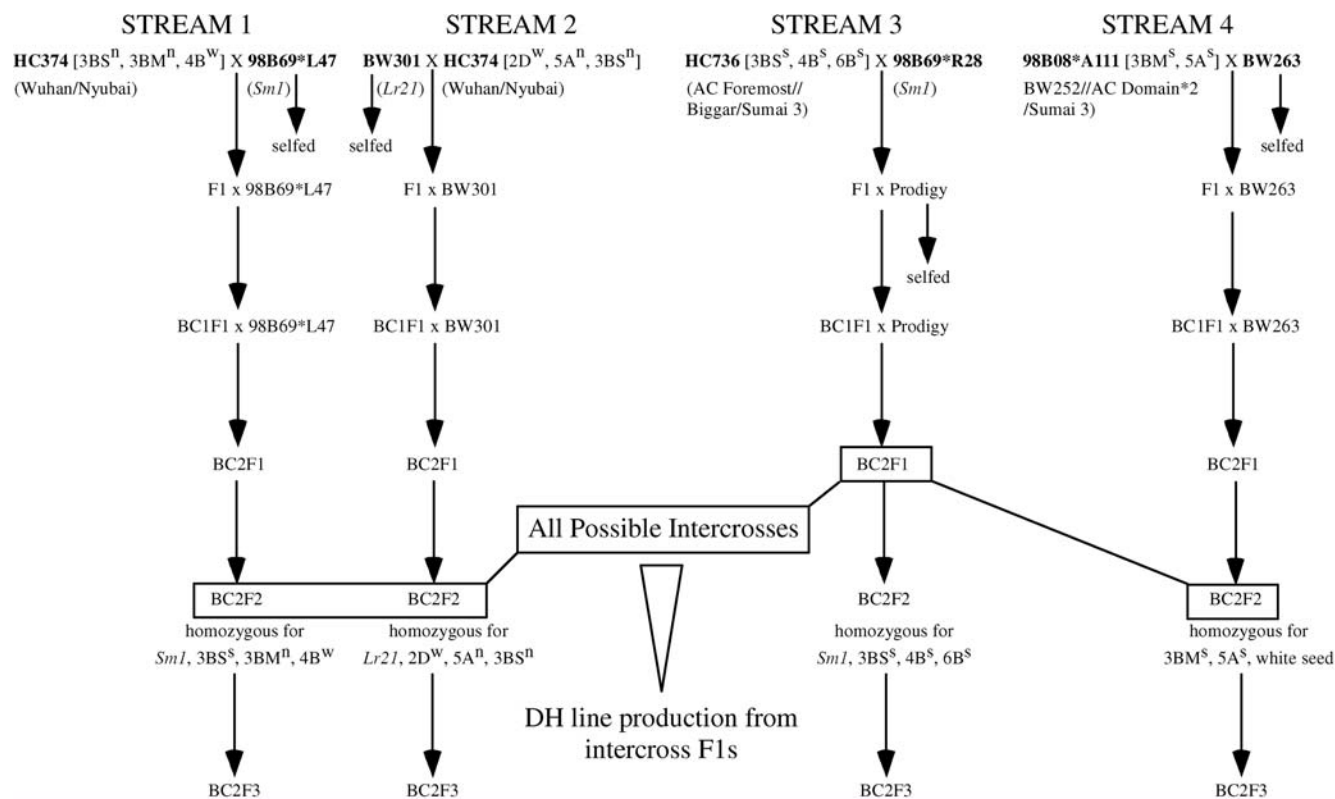 STREAM 1
HC374 [3BSⁿ, 3BMⁿ, 4Bʷ] X 98B69*L47
(Wuhan/Nyubai)
(Sm1)
selfed
F1 x 98B69*L47
BC1F1 x 98B69*L47
BC2F1
BC2F2
homozygous for
Sm1, 3BSˢ, 3BMⁿ, 4Bʷ
BC2F3
STREAM 2
BW301 X HC374 [2Dʷ, 5Aⁿ, 3BSⁿ]
(Lr21)
(Wuhan/Nyubai)
selfed
F1 x BW301
BC1F1 x BW301
BC2F1
BC2F2
homozygous for
Lr21, 2Dʷ, 5Aⁿ, 3BSⁿ
BC2F3
All Possible Intercrosses
DH line production from
intercross F1s
STREAM 3
HC736 [3BSˢ, 4Bˢ, 6Bˢ] X 98B69*R28
(AC Foremost//
Biggar/Sumai 3)
(Sm1)
F1 x Prodigy
selfed
BC1F1 x Prodigy
BC2F1
BC2F2
homozygous for
Sm1, 3BSˢ, 4Bˢ, 6Bˢ
BC2F3
STREAM 4
98B08*A111 [3BMˢ, 5Aˢ] X BW263
BW252//AC Domain*2
/Sumai 3)
selfed
F1 x BW263
BC1F1 x BW263
BC2F1
BC2F2
homozygous for
3BMˢ, 5Aˢ, white seed
BC2F3